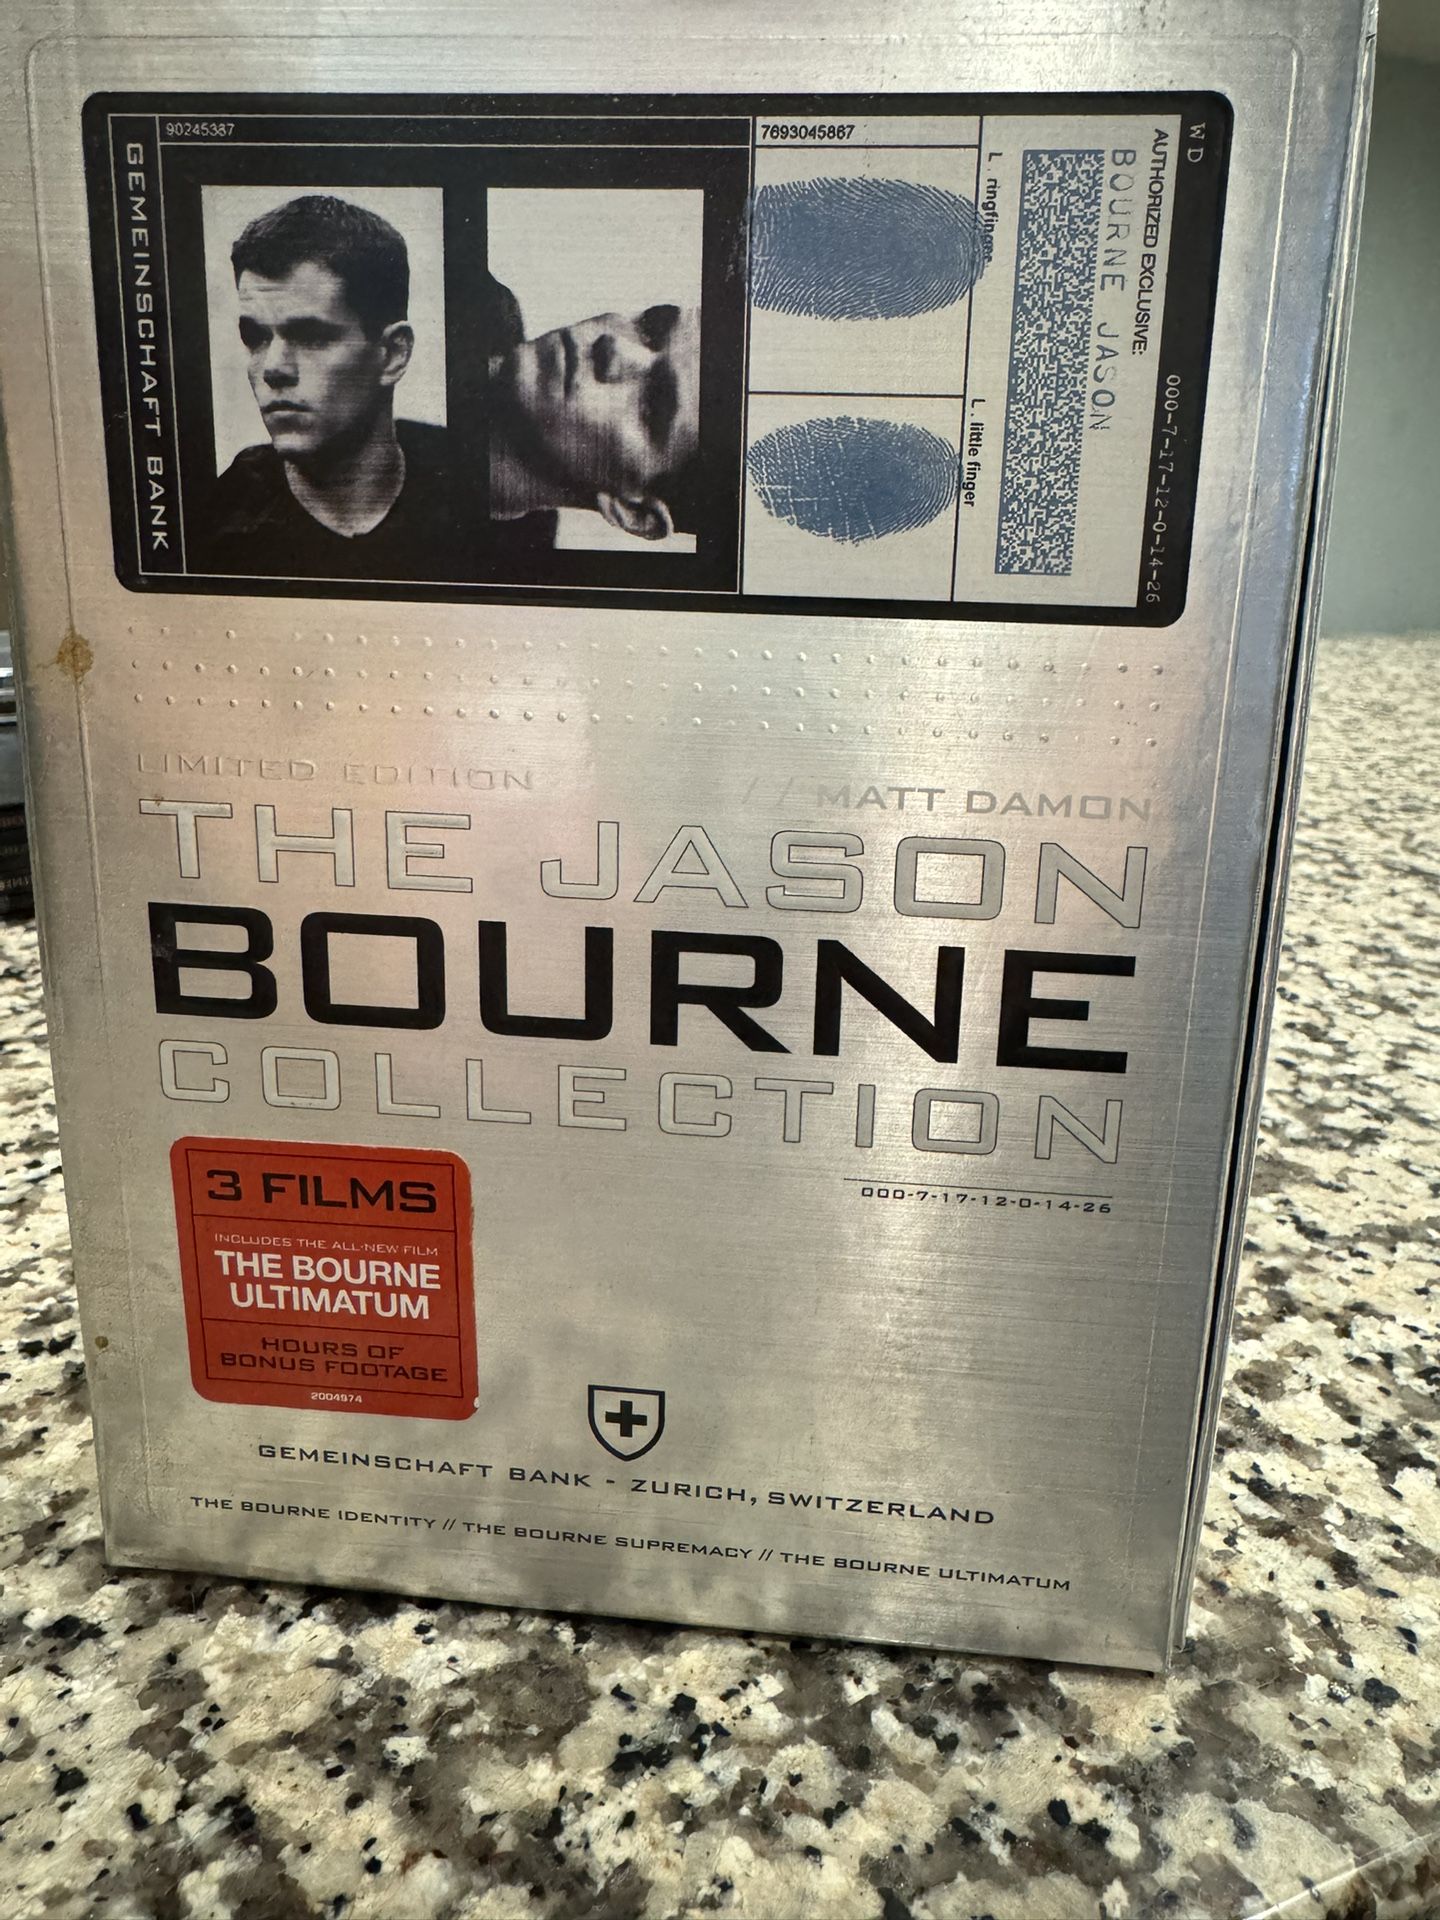 90245367
7693045867
GEMEINSCHAFT BANK
L. ringfinger
L. little finger
BOURNE JASON
AUTHORIZED EXCLUSIVE:
000-7-17-12-0-14-26
WD
LIMITED EDITION
// MATT DAMON
THE JASON
BOURNE
COLLECTION
000-7-17-12-0-14-26
3 FILMS
INCLUDES THE ALL-NEW FILM
THE BOURNE
ULTIMATUM
HOURS OF
BONUS FOOTAGE
2004974
GEMEINSCHAFT BANK - ZURICH, SWITZERLAND
THE BOURNE IDENTITY // THE BOURNE SUPREMACY // THE BOURNE ULTIMATUM